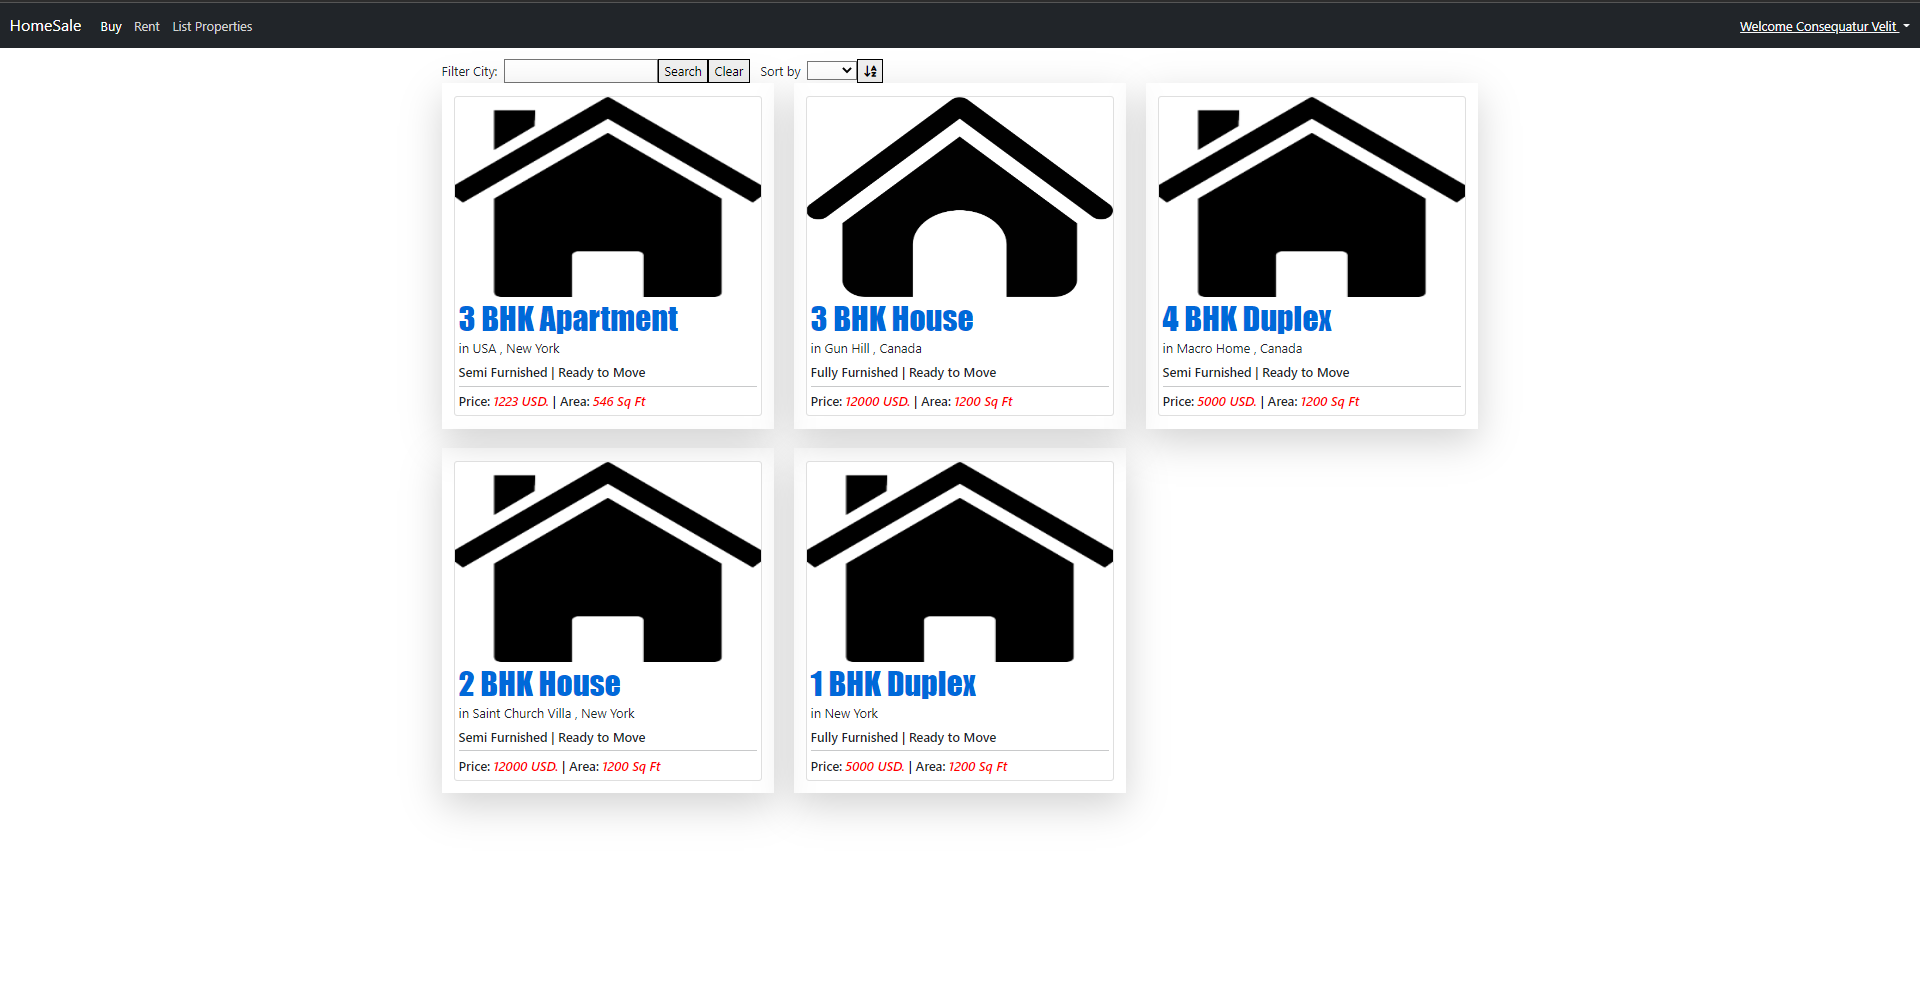 HomeSale Buy Rent List Properties Welcome Consequatur Velit
Filter City: Search Clear Sort by
3 BHK Apartment
in USA , New York
Semi Furnished | Ready to Move
Price: 1223 USD. | Area: 546 Sq Ft
3 BHK House
in Gun Hill , Canada
Fully Furnished | Ready to Move
Price: 12000 USD. | Area: 1200 Sq Ft
4 BHK Duplex
in Macro Home , Canada
Semi Furnished | Ready to Move
Price: 5000 USD. | Area: 1200 Sq Ft
2 BHK House
in Saint Church Villa , New York
Semi Furnished | Ready to Move
Price: 12000 USD. | Area: 1200 Sq Ft
1 BHK Duplex
in New York
Fully Furnished | Ready to Move
Price: 5000 USD. | Area: 1200 Sq Ft